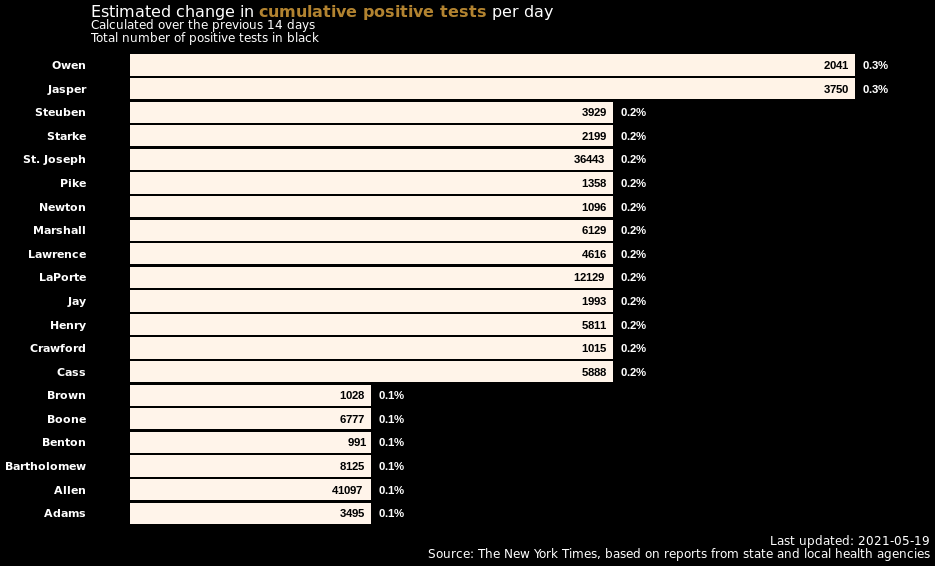 Estimated change in cumulative positive tests per day
Calculated over the previous 14 days
Total number of positive tests in black
Owen 2041 0.3%
Jasper 3750 0.3%
Steuben 3929 0.2%
Starke 2199 0.2%
St. Joseph 36443 0.2%
Pike 1358 0.2%
Newton 1096 0.2%
Marshall 6129 0.2%
Lawrence 4616 0.2%
LaPorte 12129 0.2%
Jay 1993 0.2%
Henry 5811 0.2%
Crawford 1015 0.2%
Cass 5888 0.2%
Brown 1028 0.1%
Boone 6777 0.1%
Benton 991 0.1%
Bartholomew 8125 0.1%
Allen 41097 0.1%
Adams 3495 0.1%
Last updated: 2021-05-19
Source: The New York Times, based on reports from state and local health agencies